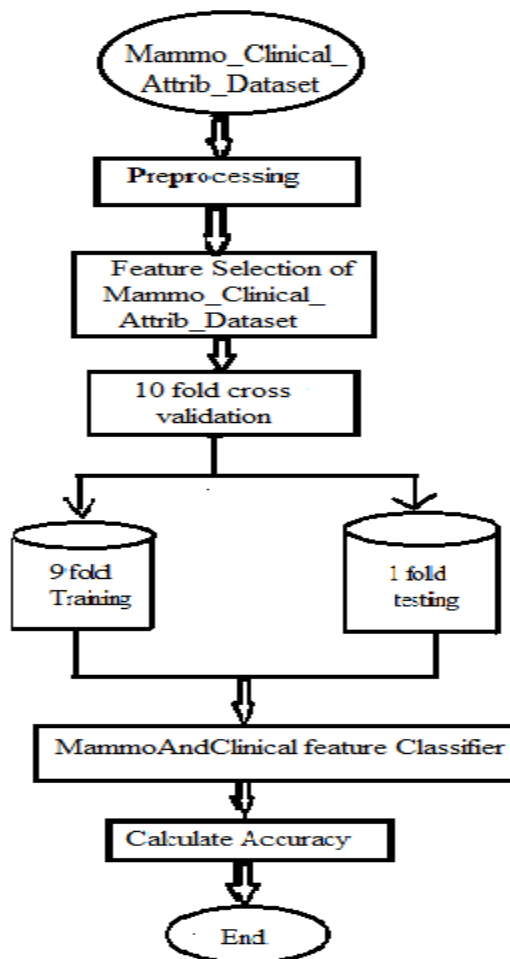 Mammo_Clinical_
Attrib_Dataset
Preprocessing
Feature Selection of
Mammo_Clinical_
Attrib_Dataset
10 fold cross
validation
9 fold
Training
1 fold
testing
MammoAndClinical feature Classifier
Calculate Accuracy
End